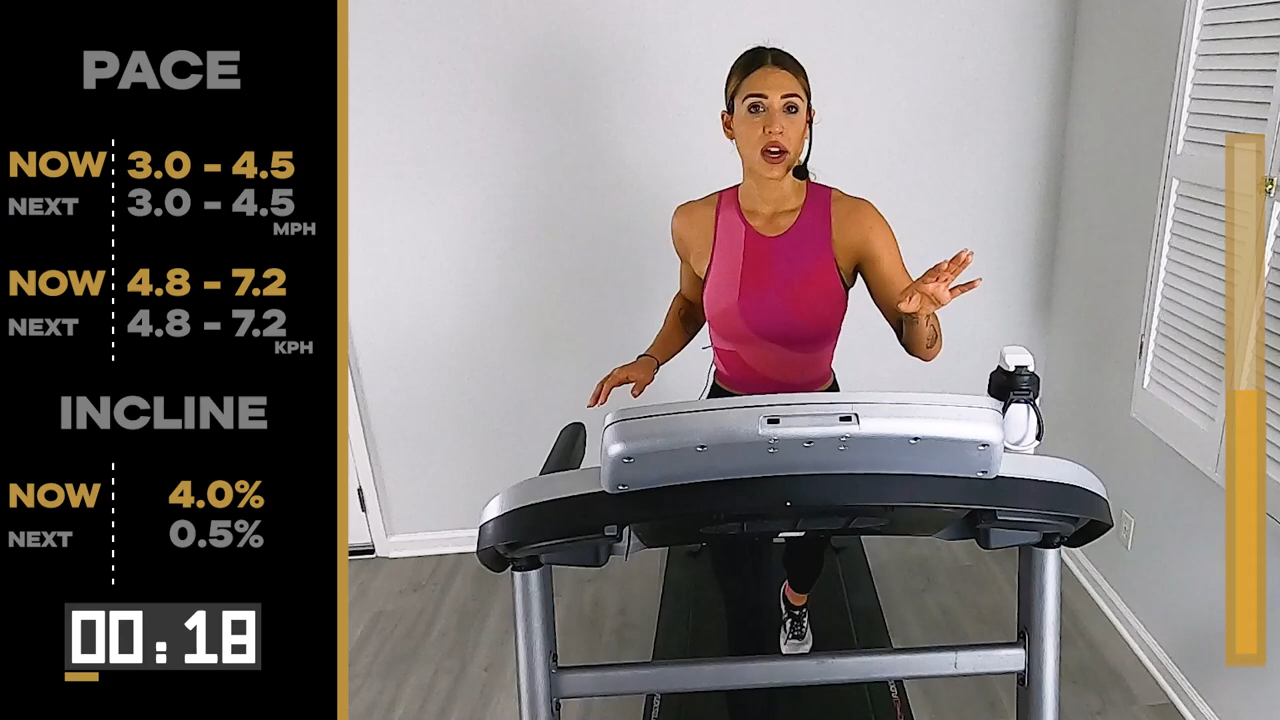 PACE
NOW 3.0 - 4.5
NEXT 3.0 - 4.5
MPH
NOW 4.8 - 7.2
NEXT 4.8 - 7.2
KPH
INCLINE
NOW 4.0%
NEXT 0.5%
00:18